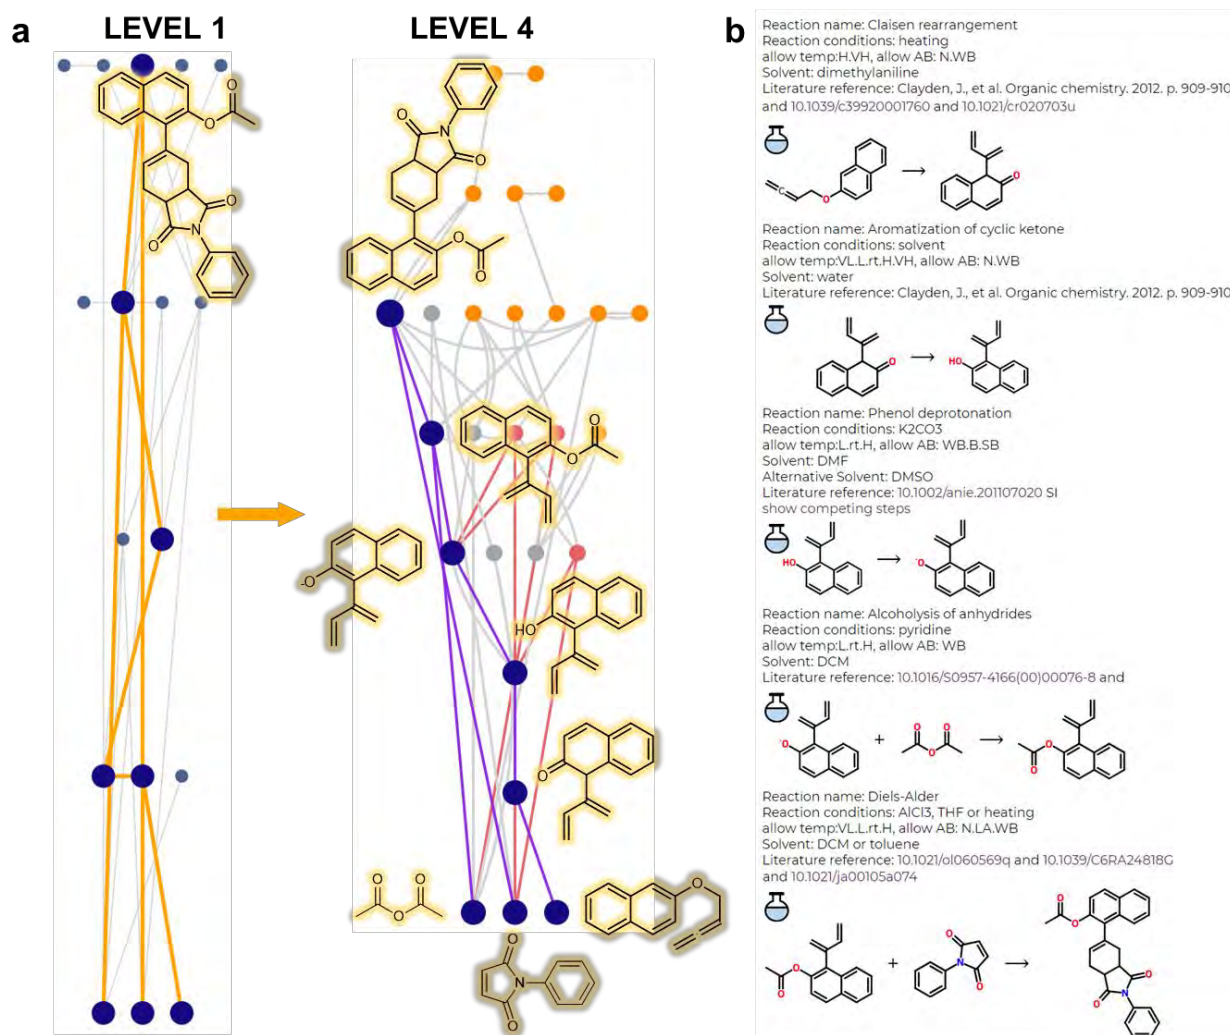 a
LEVEL 1
LEVEL 4
b
O
O
O
O
N
O
N
O
O
O
O
-O
O
O
HO
O
O
O
O
O
O
N
O
Reaction name: Claisen rearrangement
Reaction conditions: heating
allow temp:H.VH, allow AB: N.WB
Solvent: dimethylaniline
Literature reference: Clayden, J., et al. Organic chemistry. 2012. p. 909-910
and 10.1039/c39920001760 and 10.1021/cr020703u
C
O
O
Reaction name: Aromatization of cyclic ketone
Reaction conditions: solvent
allow temp:VL.L.rt.H.VH, allow AB: N.WB
Solvent: water
Literature reference: Clayden, J., et al. Organic chemistry. 2012. p. 909-910
O
HO
Reaction name: Phenol deprotonation
Reaction conditions: K2CO3
allow temp:L.rt.H, allow AB: WB.B.SB
Solvent: DMF
Alternative Solvent: DMSO
Literature reference: 10.1002/anie.201107020 SI
show competing steps
HO
-O
Reaction name: Alcoholysis of anhydrides
Reaction conditions: pyridine
allow temp:L.rt.H, allow AB: WB
Solvent: DCM
Literature reference: 10.1016/S0957-4166(00)00076-8 and
-O
+
O
O
O
O
O
Reaction name: Diels-Alder
Reaction conditions: AlCl3, THF or heating
allow temp:VL.L.rt.H, allow AB: N.LA.WB
Solvent: DCM or toluene
Literature reference: 10.1021/ol060569q and 10.1039/C6RA24818G
and 10.1021/ja00105a074
O
O
+
O
N
O
O
O
O
N
O